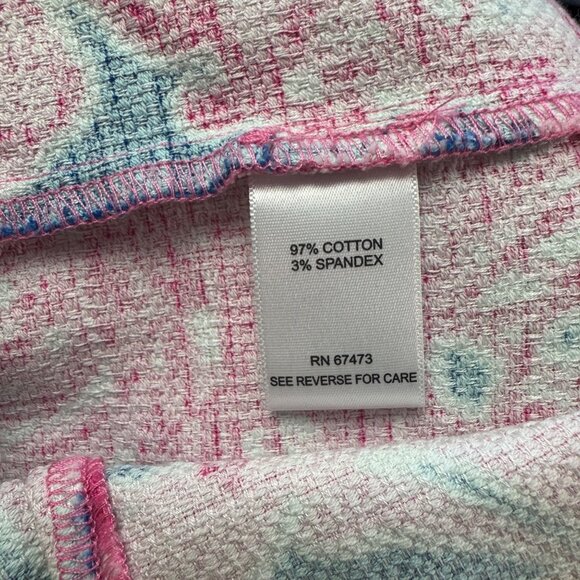 97% COTTON
3% SPANDEX
RN 67473
SEE REVERSE FOR CARE